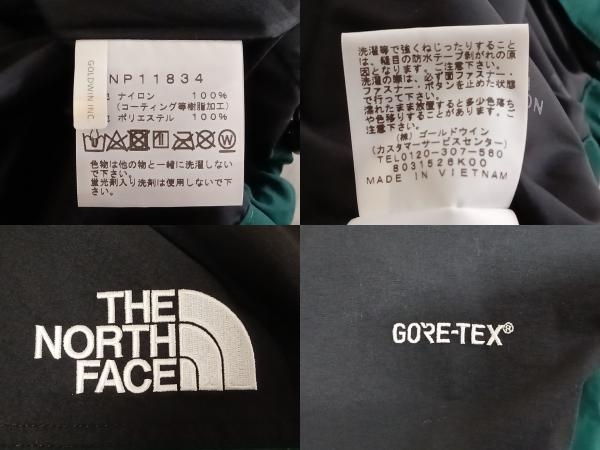 GOLDWIN INC
NP11834
地 ナイロン 100%
(コーティング等樹脂加工)
地 ポリエステル 100%
色物は他の物と一緒に洗濯しない
で下さい。
蛍光剤入り洗剤は使用しないで下
さい。
洗濯等で強くねじったりすること
は、縫目の防水テープ剥がれの原
因となります。ご注意下さい。
洗濯の際は、必ず面ファスナー・
ファスナー・ボタンを止めた状態
で行って下さい。
濡れたまま放置すると多少色落ち
や色移りすることがあります。
ご注意下さい。
(株)ゴールドウイン
(カスタマーサービスセンター)
TEL0120-307-560
8031526K00
MADE IN VIETNAM
ON
THE
NORTH
FACE
GORE-TEX®